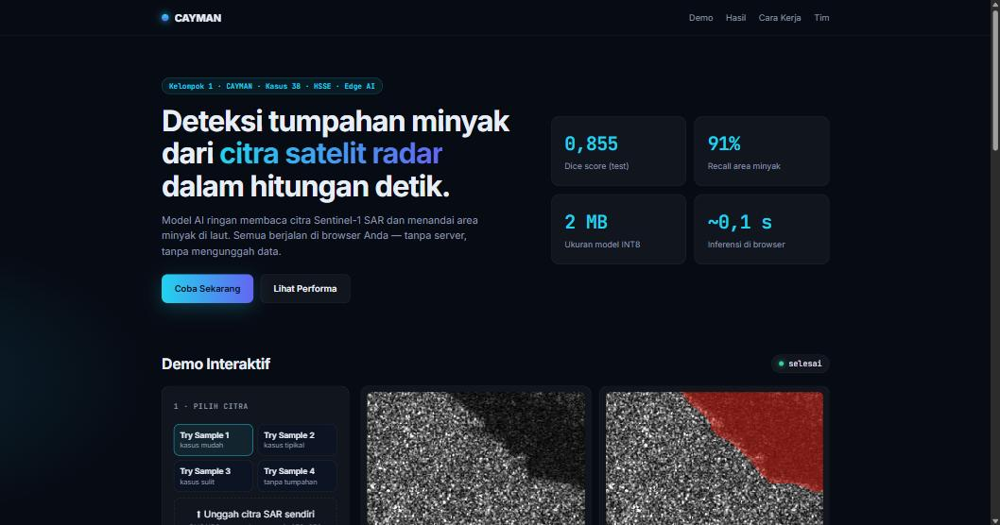 CAYMAN
Demo Hasil Cara Kerja Tim
Kelompok 1 · CAYMAN · Kasus 38 · HSSE · Edge AI
Deteksi tumpahan minyak
dari citra satelit radar
dalam hitungan detik.
Model AI ringan membaca citra Sentinel-1 SAR dan menandai area
minyak di laut. Semua berjalan di browser Anda — tanpa server,
tanpa mengunggah data.
Coba Sekarang
Lihat Performa
0,855
Dice score (test)
91%
Recall area minyak
2 MB
Ukuran model INT8
~0,1 s
Inferensi di browser
Demo Interaktif
selesai
1 · PILIH CITRA
Try Sample 1
kasus mudah
Try Sample 2
kasus tipikal
Try Sample 3
kasus sulit
Try Sample 4
tanpa tumpahan
⬆ Unggah citra SAR sendiri